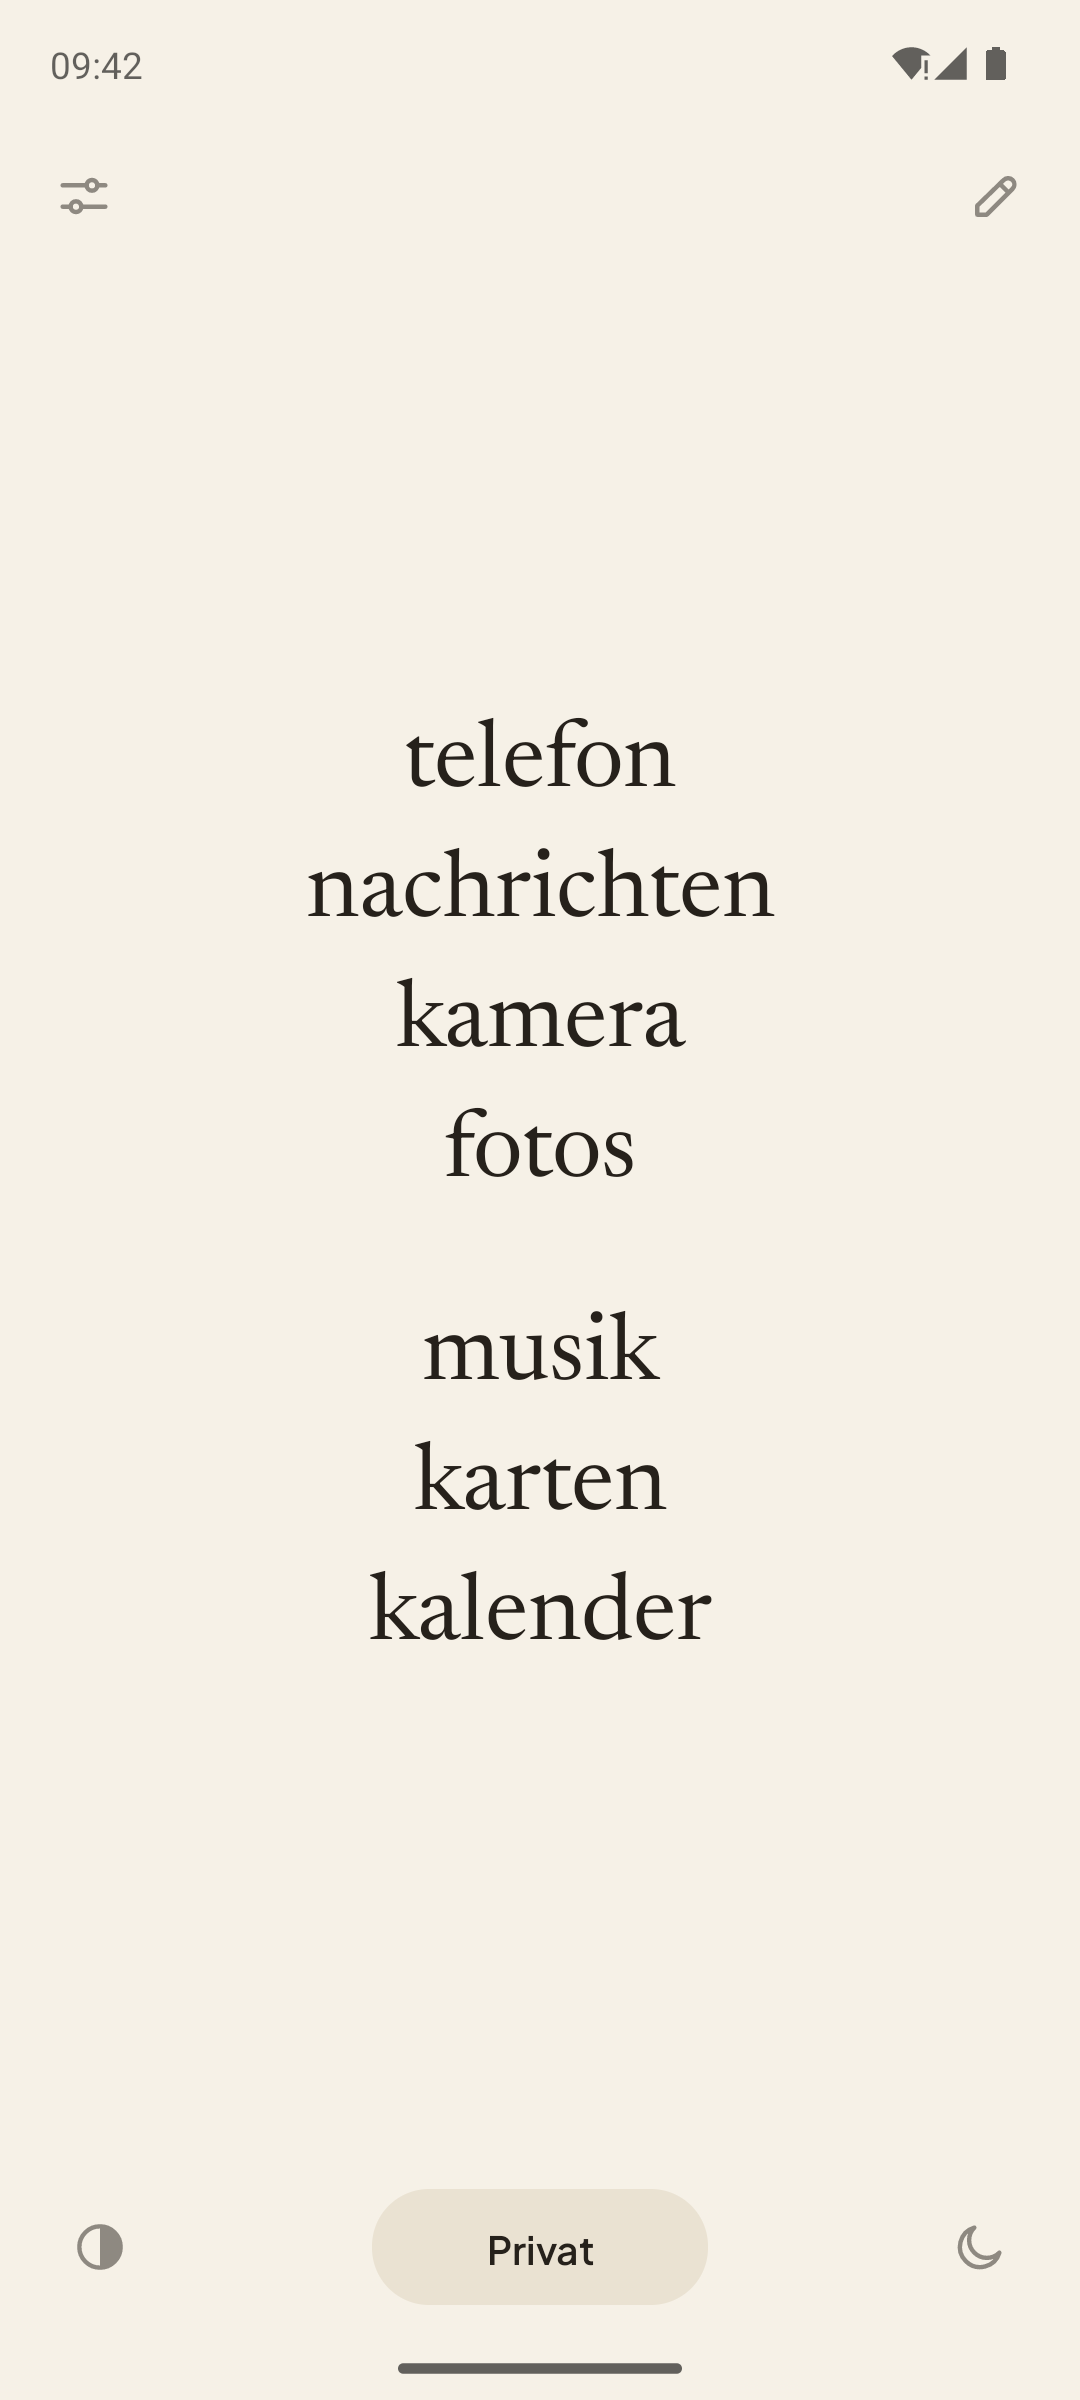 09:42
telefon
nachrichten
kamera
fotos
musik
karten
kalender
Privat